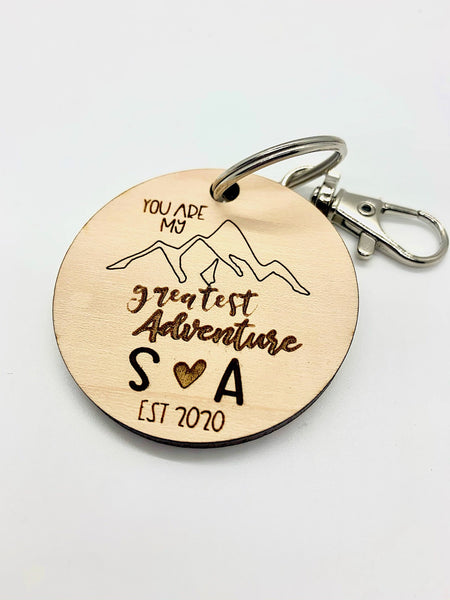 YOU ARE
MY
greatest
Adventure
S ♥ A
EST 2020